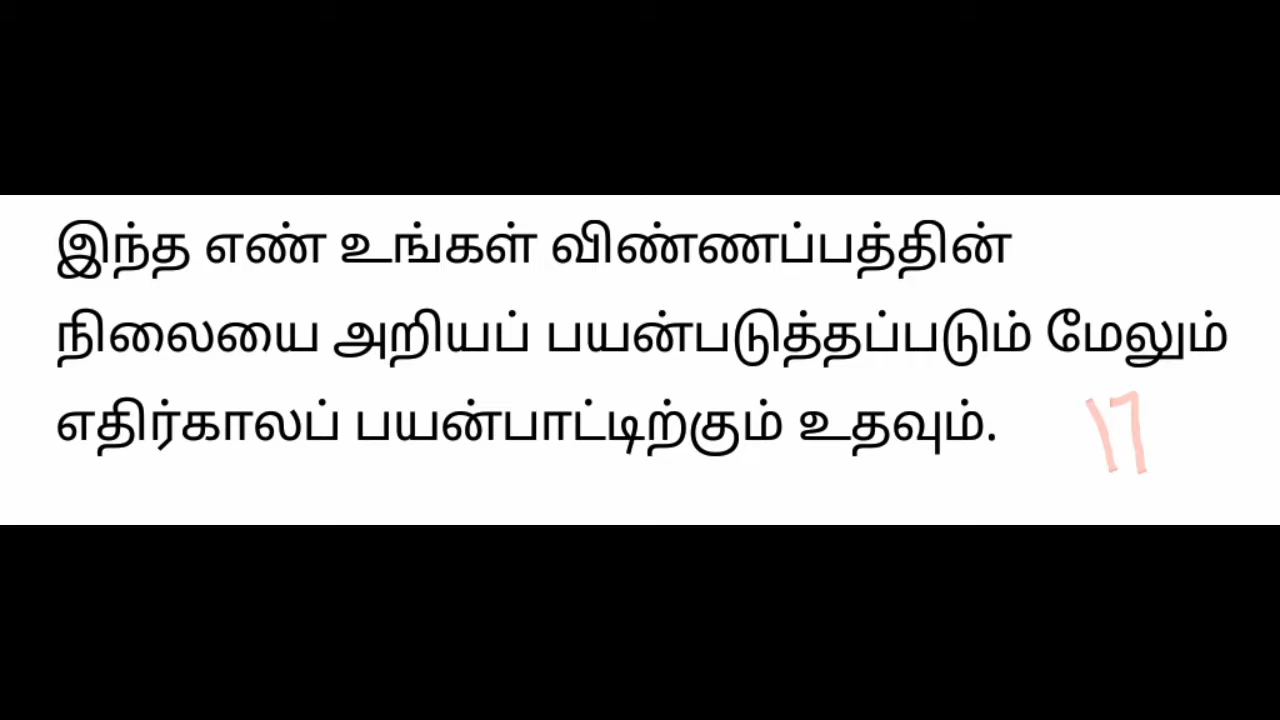 இந்த எண் உங்கள் விண்ணப்பத்தின்
நிலையை அறியப் பயன்படுத்தப்படும் மேலும்
எதிர்காலப் பயன்பாட்டிற்கும் உதவும்.
17